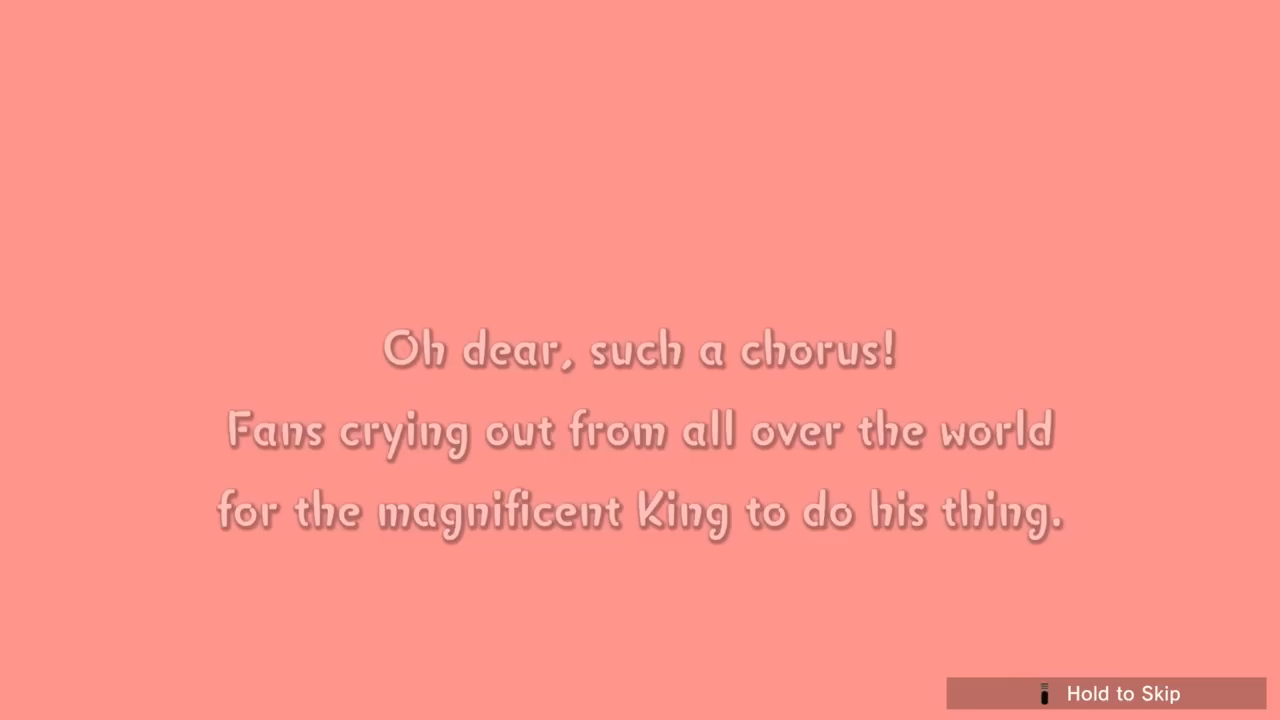 Oh dear, such a chorus!
Fans crying out from all over the world
for the magnificent King to do his thing.
Hold to Skip